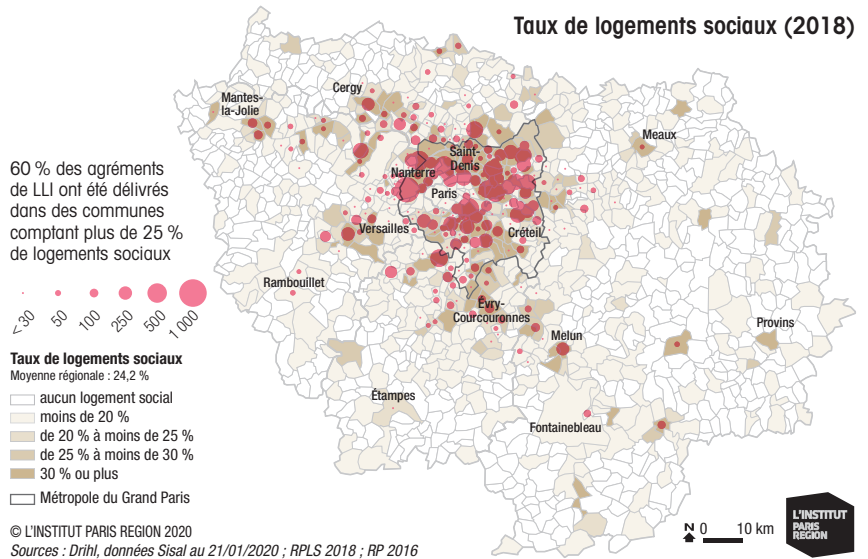 Taux de logements sociaux (2018)
Cergy
Mantes-
la-Jolie
Meaux
Saint-
Denis
Nanterre
Paris
Versailles
Créteil
Rambouillet
Évry-
Courcouronnes
Melun
Provins
Étampes
Fontainebleau
60 % des agréments
de LLI ont été délivrés
dans des communes
comptant plus de 25 %
de logements sociaux
< 30
50
100
250
500
1 000
Taux de logements sociaux
Moyenne régionale : 24,2 %
aucun logement social
moins de 20 %
de 20 % à moins de 25 %
de 25 % à moins de 30 %
30 % ou plus
Métropole du Grand Paris
© L'INSTITUT PARIS REGION 2020
Sources : Drihl, données Sisal au 21/01/2020 ; RPLS 2018 ; RP 2016
N 0 10 km
L'INSTITUT
PARIS
REGION